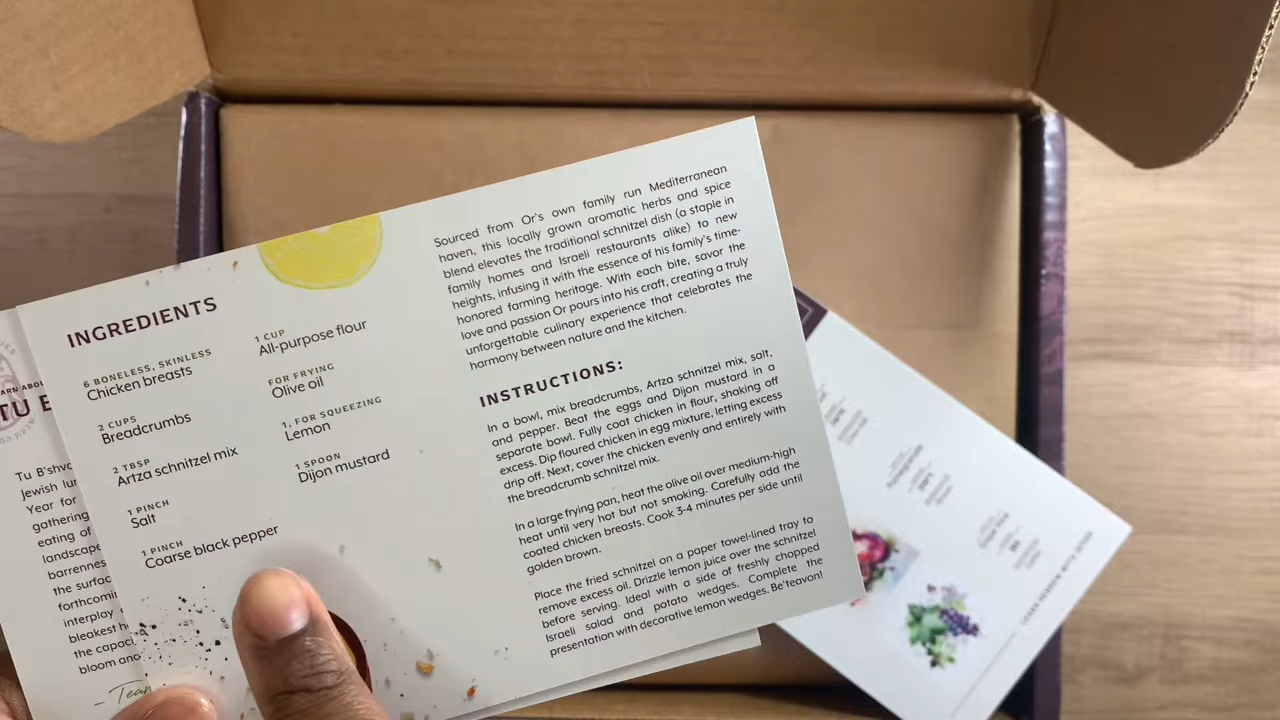 INGREDIENTS
6 BONELESS, SKINLESS
Chicken breasts
2 CUPS
Breadcrumbs
2 TBSP
Artza schnitzel mix
1 PINCH
Salt
1 PINCH
Coarse black pepper
1 CUP
All-purpose flour
FOR FRYING
Olive oil
1, FOR SQUEEZING
Lemon
1 SPOON
Dijon mustard
Sourced from Or's own family run Mediterranean
haven, this locally grown aromatic herbs and spice
blend elevates the traditional schnitzel dish (a staple in
family homes and Israeli restaurants alike) to new
heights, infusing it with the essence of his family's time-
honored farming heritage. With each bite, savor the
love and passion Or pours into his craft, creating a truly
unforgettable culinary experience that celebrates the
harmony between nature and the kitchen.
INSTRUCTIONS:
In a bowl, mix breadcrumbs, Artza schnitzel mix, salt,
and pepper. Beat the eggs and Dijon mustard in a
separate bowl. Fully coat chicken in flour, shaking off
excess. Dip floured chicken in egg mixture, letting excess
drip off. Next, cover the chicken evenly and entirely with
the breadcrumb schnitzel mix.
In a large frying pan, heat the olive oil over medium-high
heat until very hot but not smoking. Carefully add the
coated chicken breasts. Cook 3-4 minutes per side until
golden brown.
Place the fried schnitzel on a paper towel-lined tray to
remove excess oil. Drizzle lemon juice over the schnitzel
before serving. Ideal with a side of freshly chopped
Israeli salad and potato wedges. Complete the
presentation with decorative lemon wedges. Be'teavon!
TU B
Tu B'shv
Jewish lu
Year for
gathering
eating of
landscape
barrennes
the surfac
forthcomi
interplay
bleakest h
the capac
bloom and